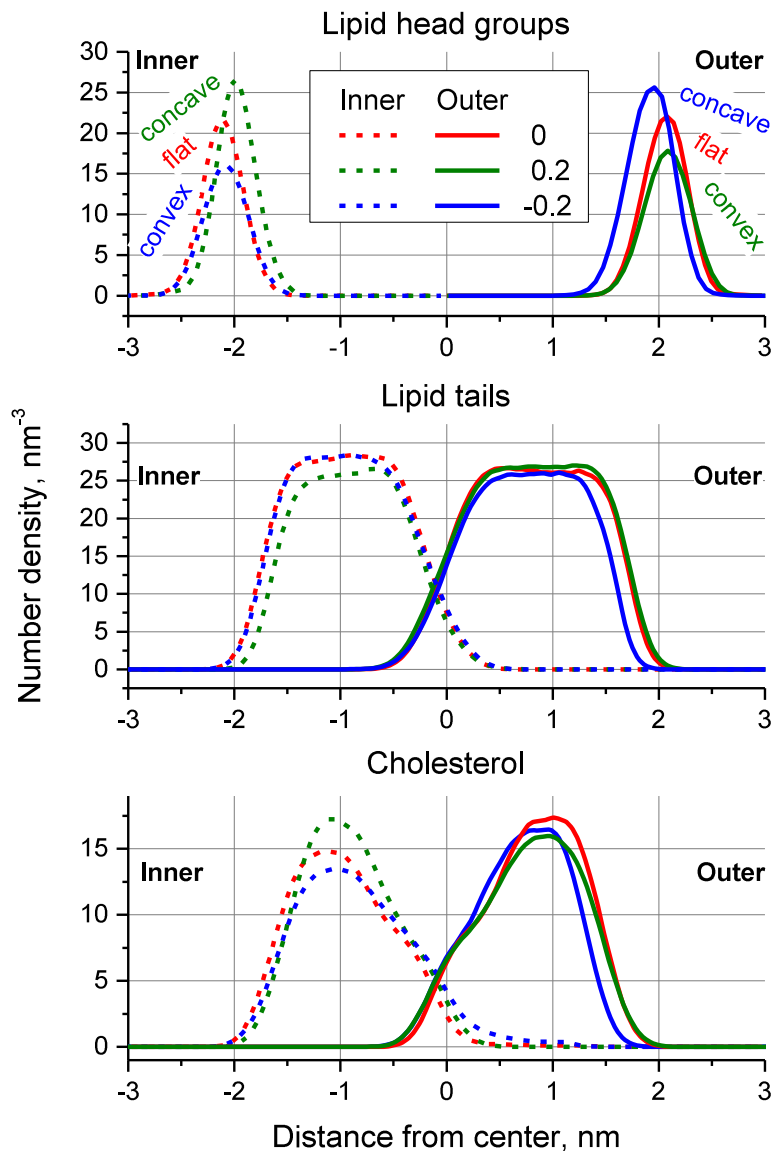 Lipid head groups
30
25
20
15
10
5
0
Inner
Outer
concave
flat
convex
Inner Outer
0
0.2
-0.2
concave
flat
convex
-3 -2 -1 0 1 2 3
Lipid tails
30
25
20
15
10
5
0
Inner
Outer
-3 -2 -1 0 1 2 3
Number density, nm-3
Cholesterol
15
10
5
0
Inner
Outer
-3 -2 -1 0 1 2 3
Distance from center, nm